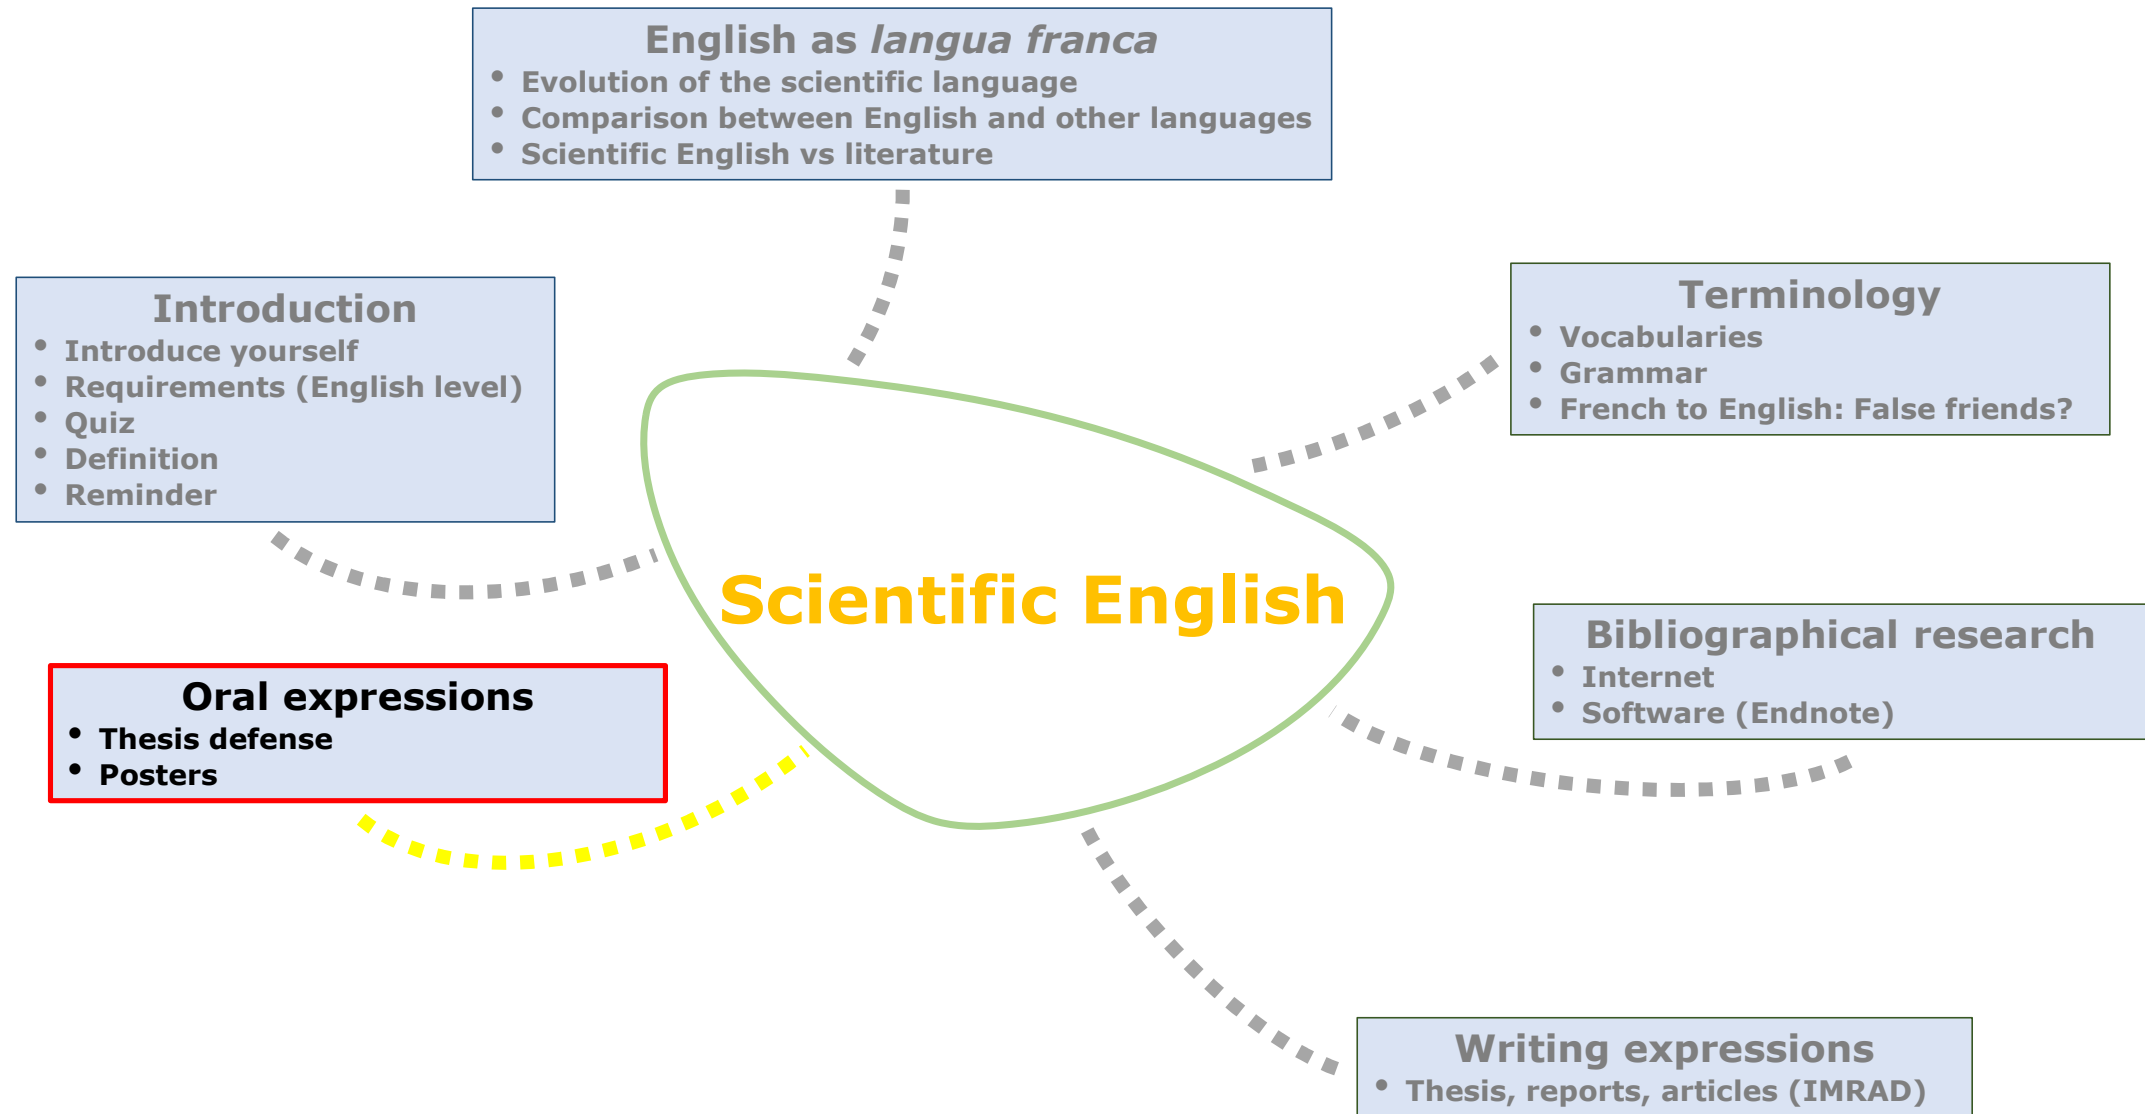 English as langua franca
• Evolution of the scientific language
• Comparison between English and other languages
• Scientific English vs literature
Introduction
• Introduce yourself
• Requirements (English level)
• Quiz
• Definition
• Reminder
Terminology
• Vocabularies
• Grammar
• French to English: False friends?
Scientific English
Oral expressions
• Thesis defense
• Posters
Bibliographical research
• Internet
• Software (Endnote)
Writing expressions
• Thesis, reports, articles (IMRAD)